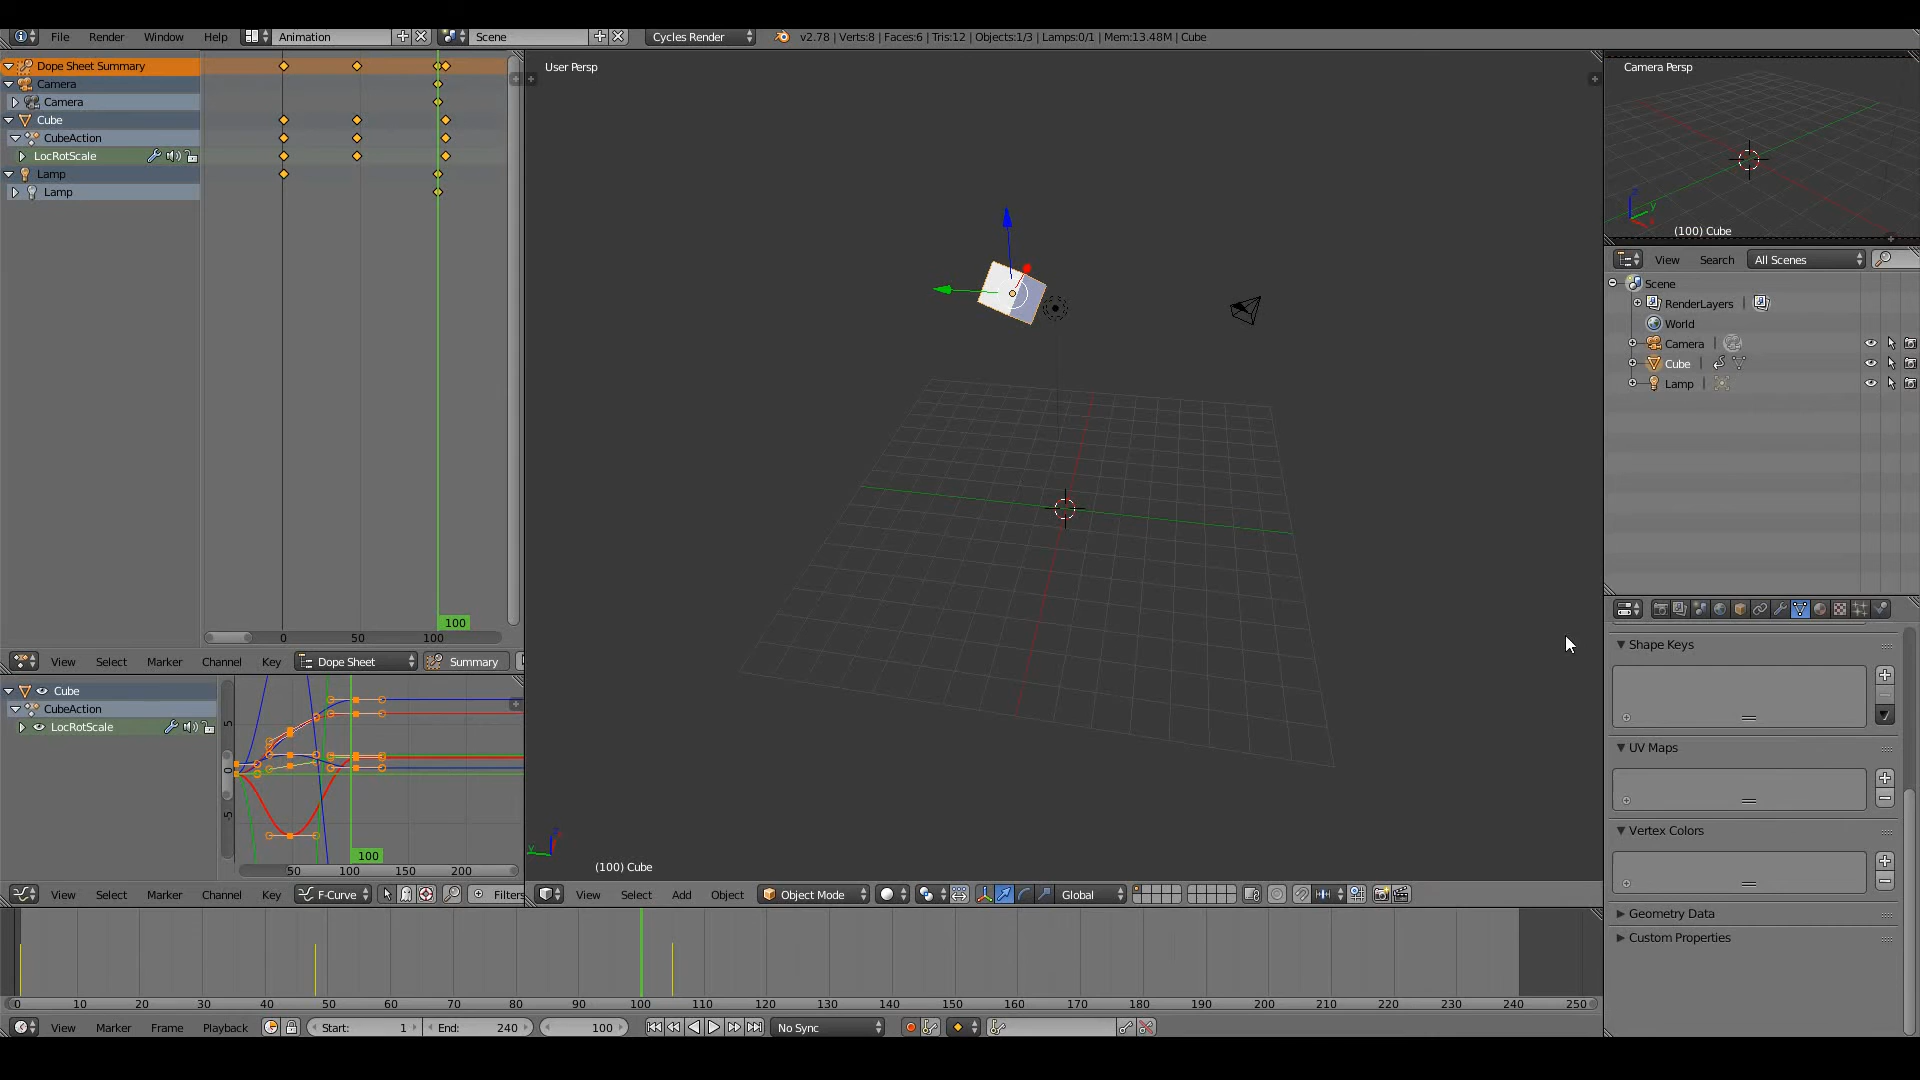 File Render Window Help Animation Scene Cycles Render v2.78 | Verts:8 | Faces:6 | Tris:12 | Objects:1/3 | Lamps:0/1 | Mem:13.48M | Cube
Dope Sheet Summary
Camera
Camera
Cube
CubeAction
LocRotScale
Lamp
Lamp
100
0 50 100
View Select Marker Channel Key Dope Sheet Summary
Cube
CubeAction
LocRotScale
5
0
-5
100
50 100 150 200
View Select Marker Channel Key F-Curve Filters
User Persp
(100) Cube
View Select Add Object Object Mode Global
Camera Persp
(100) Cube
View Search All Scenes
Scene
RenderLayers
World
Camera
Cube
Lamp
Shape Keys
UV Maps
Vertex Colors
Geometry Data
Custom Properties
0 10 20 30 40 50 60 70 80 90 100 110 120 130 140 150 160 170 180 190 200 210 220 230 240 250
View Marker Frame Playback Start: 1 End: 240 100 No Sync